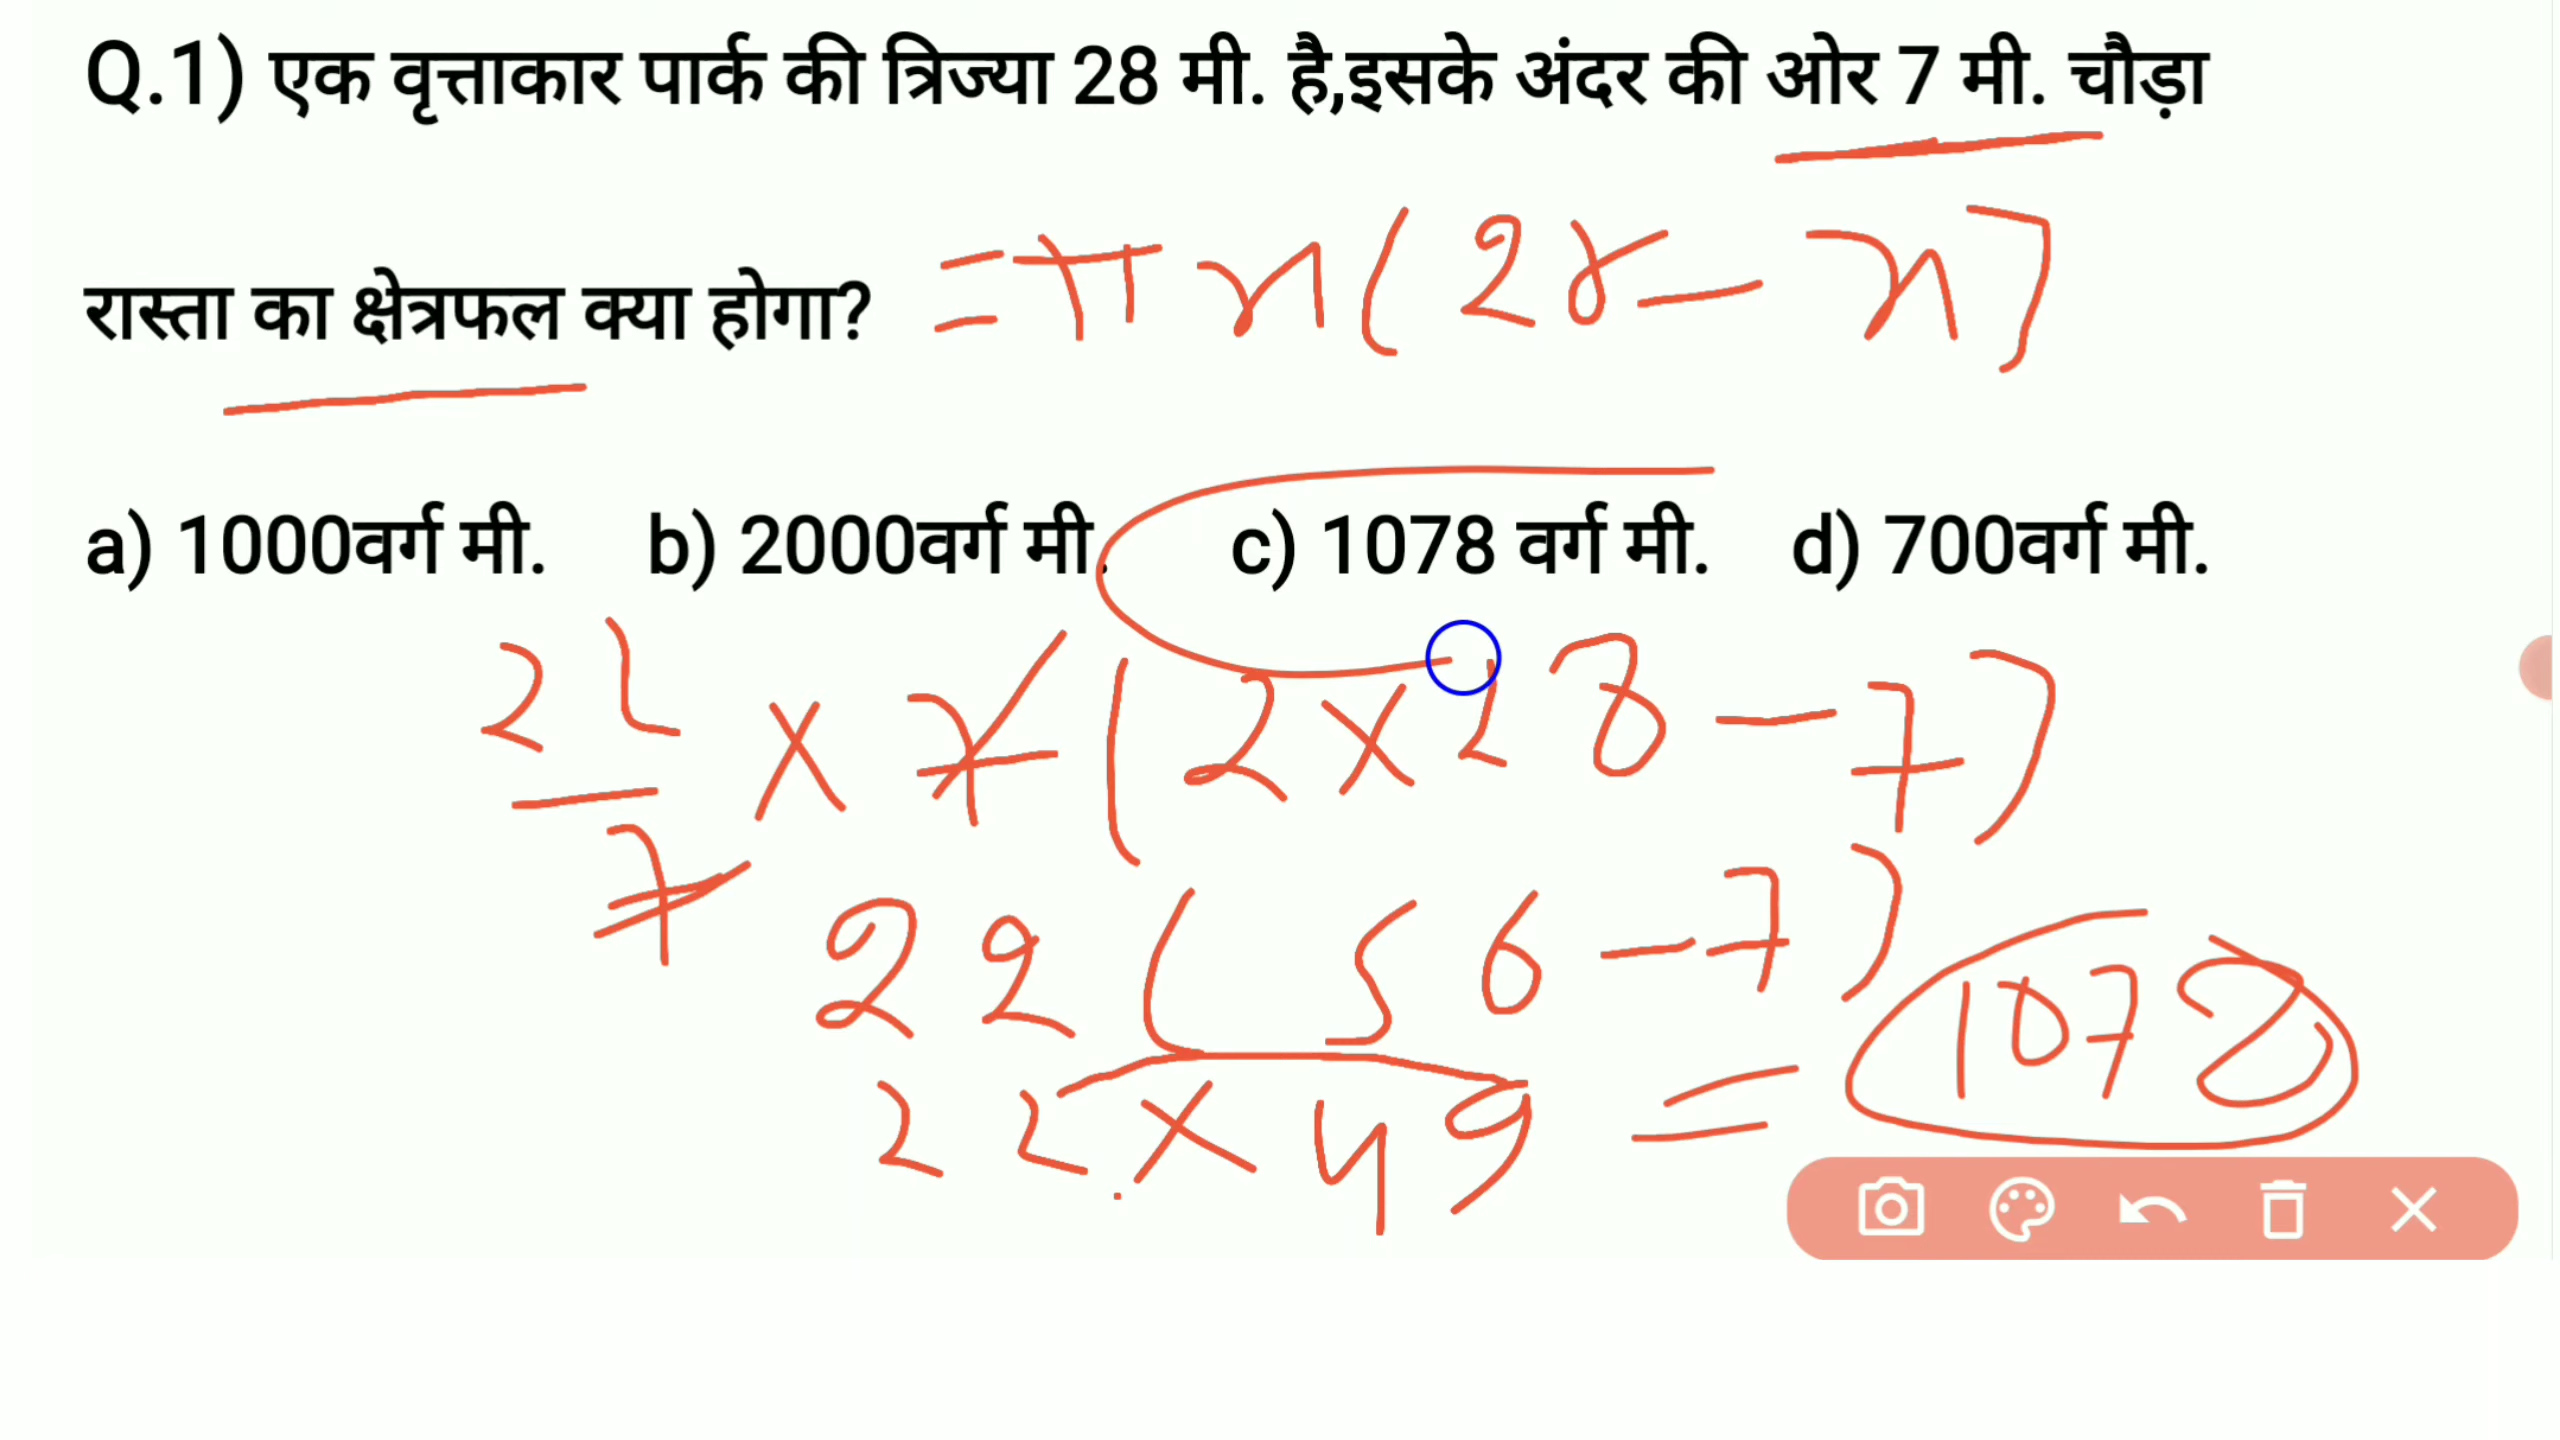 Q.1) एक वृत्ताकार पार्क की त्रिज्या 28 मी. है,इसके अंदर की ओर 7 मी. चौड़ा
रास्ता का क्षेत्रफल क्या होगा? = π x ( 2r - x )
a) 1000वर्ग मी. b) 2000वर्ग मी. c) 1078 वर्ग मी. d) 700वर्ग मी.
22/7 × 7 ( 2 × 28 - 7 )
22 ( 56 - 7 )
22 × 49 = 1078